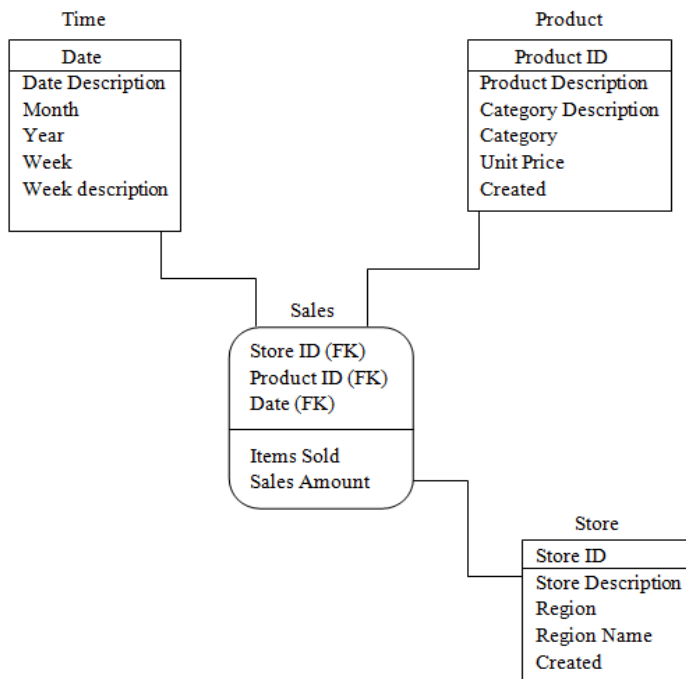 Time
Date
Date Description
Month
Year
Week
Week description
Product
Product ID
Product Description
Category Description
Category
Unit Price
Created
Sales
Store ID (FK)
Product ID (FK)
Date (FK)
Items Sold
Sales Amount
Store
Store ID
Store Description
Region
Region Name
Created